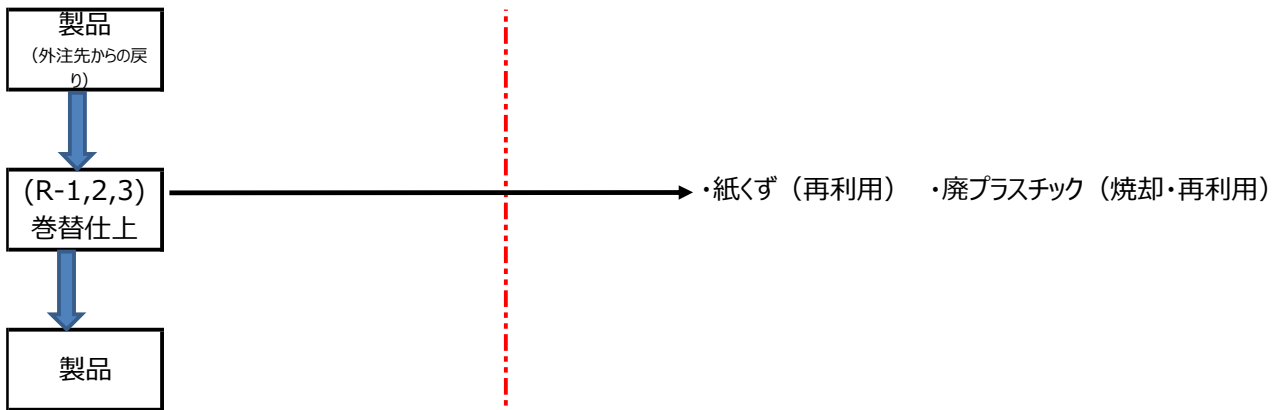 製品
（外注先からの戻
り）
(R-1,2,3)
巻替仕上
・紙くず（再利用）　・廃プラスチック（焼却・再利用）
製品